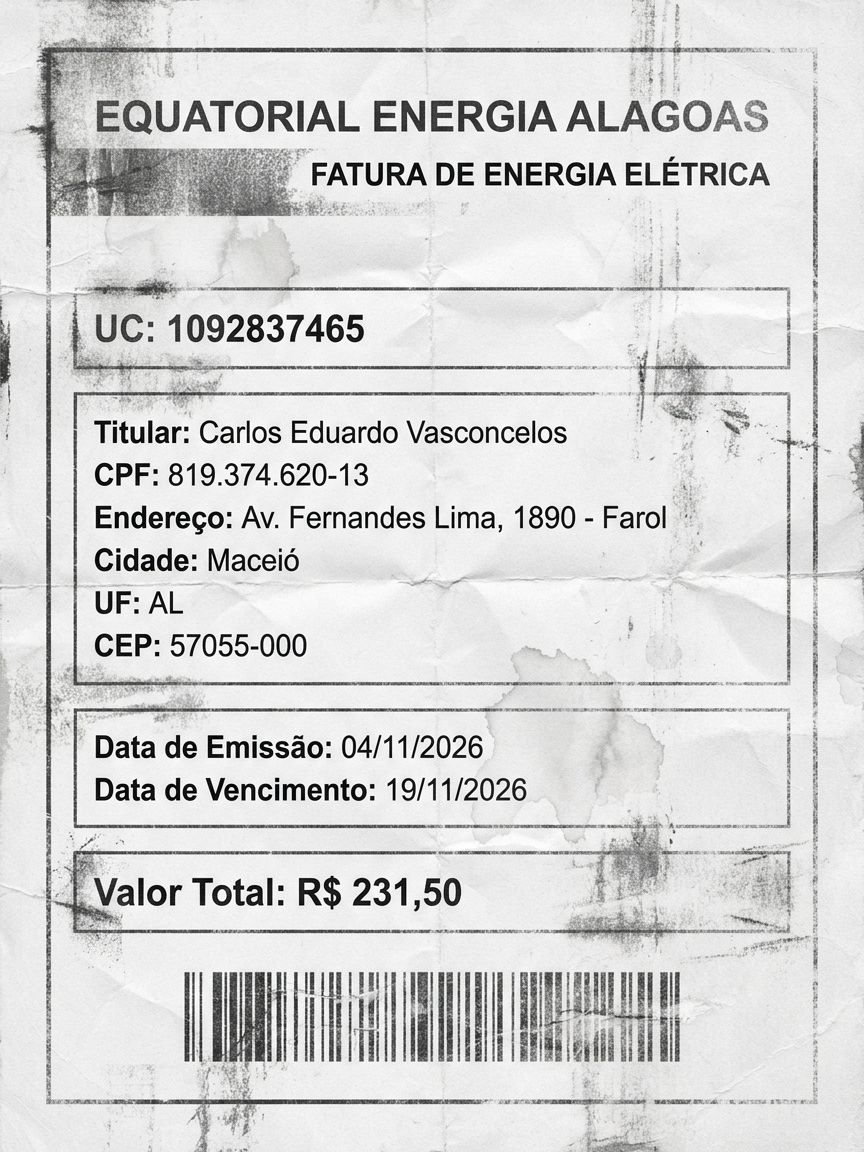 EQUATORIAL ENERGIA ALAGOAS
FATURA DE ENERGIA ELÉTRICA
UC: 1092837465
Titular: Carlos Eduardo Vasconcelos
CPF: 819.374.620-13
Endereço: Av. Fernandes Lima, 1890 - Farol
Cidade: Maceió
UF: AL
CEP: 57055-000
Data de Emissão: 04/11/2026
Data de Vencimento: 19/11/2026
Valor Total: R$ 231,50